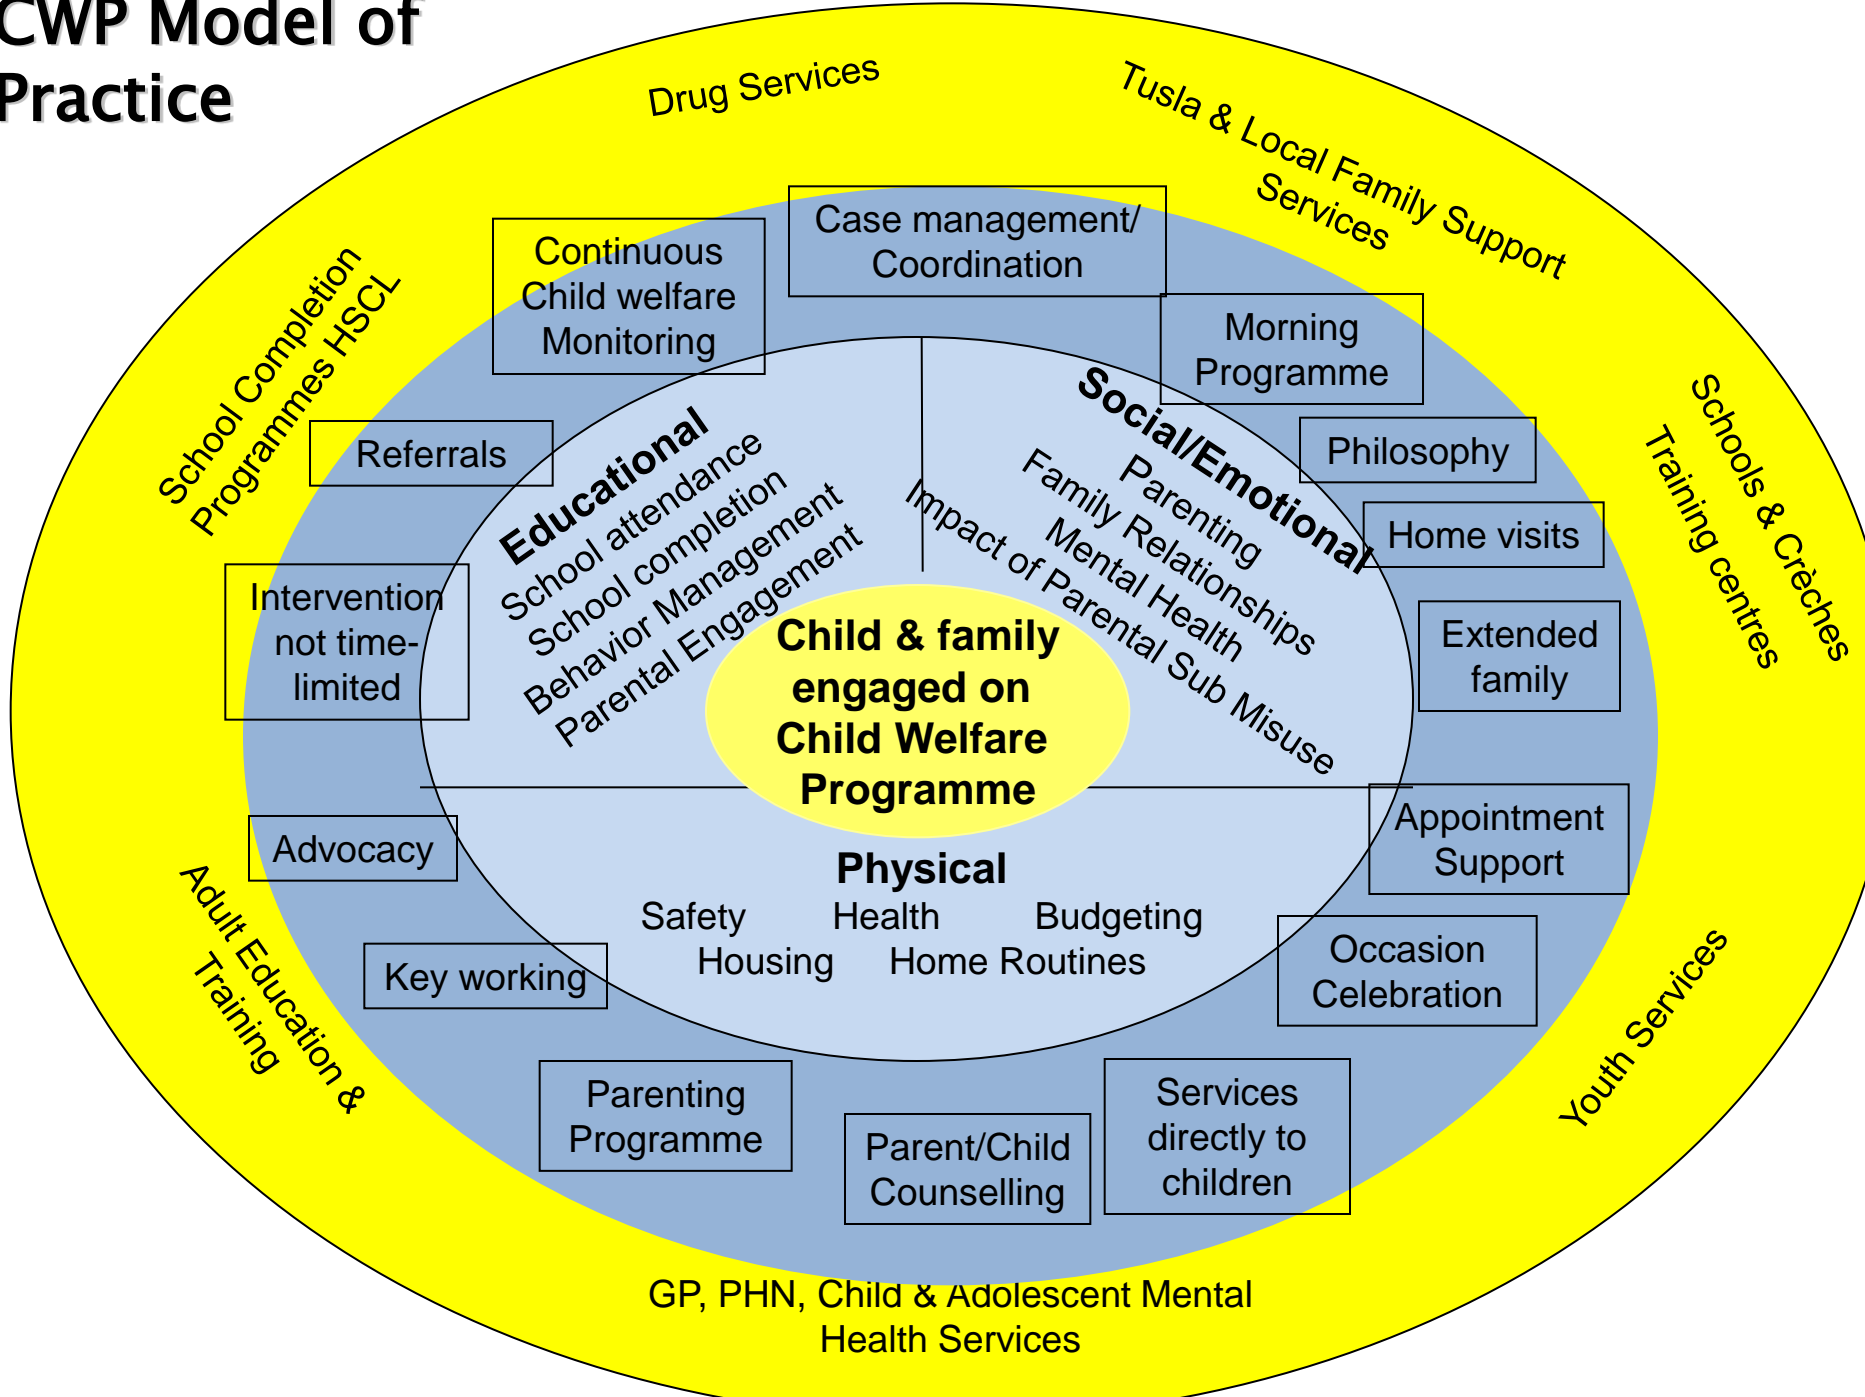 CWP Model of
Practice
Drug Services
Tusla & Local Family Support
Services
School Completion
Programmes HSCL
Schools & Crèches
Training centres
Adult Education &
Training
Youth Services
GP, PHN, Child & Adolescent Mental
Health Services
Continuous
Child welfare
Monitoring
Case management/
Coordination
Morning
Programme
Philosophy
Home visits
Extended
family
Appointment
Support
Occasion
Celebration
Services
directly to
children
Parent/Child
Counselling
Parenting
Programme
Key working
Advocacy
Intervention
not time-
limited
Referrals
Educational
School attendance
School completion
Behavior Management
Parental Engagement
Social/Emotional
Parenting
Family Relationships
Mental Health
Impact of Parental Sub Misuse
Child & family
engaged on
Child Welfare
Programme
Physical
Safety Health Budgeting
Housing Home Routines